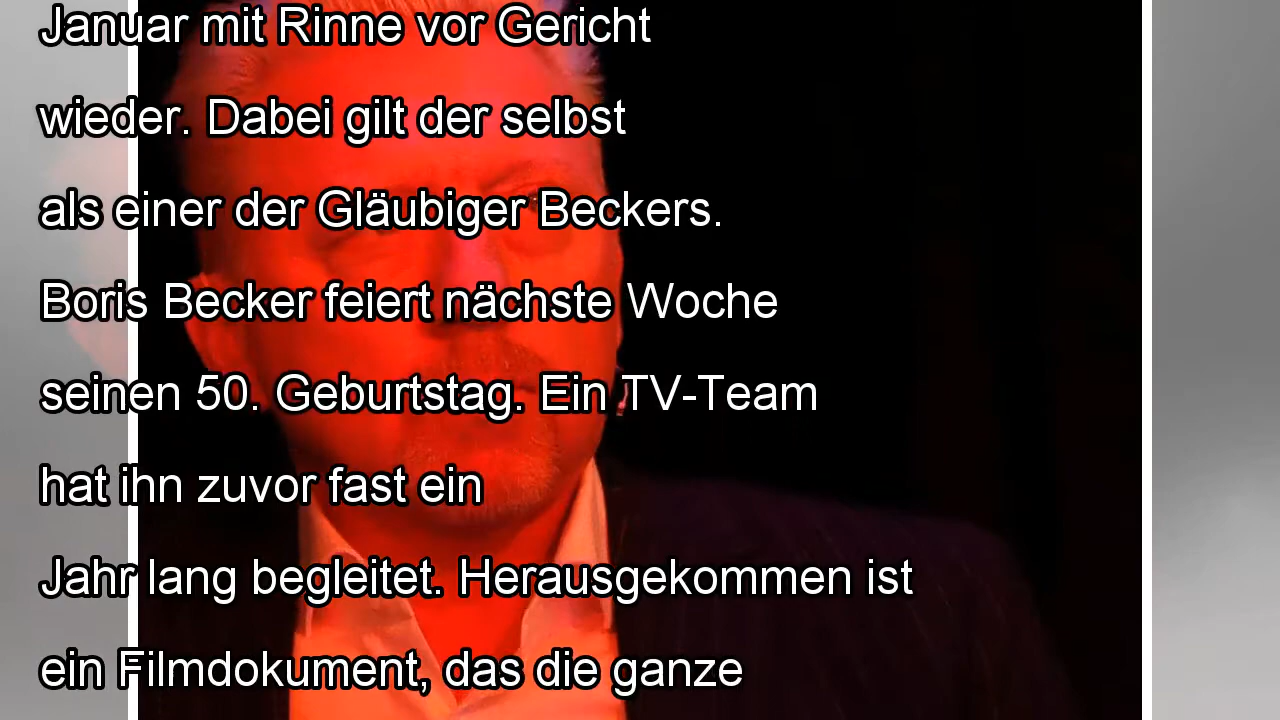 Januar mit Rinne vor Gericht
wieder. Dabei gilt der selbst
als einer der Gläubiger Beckers.
Boris Becker feiert nächste Woche
seinen 50. Geburtstag. Ein TV-Team
hat ihn zuvor fast ein
Jahr lang begleitet. Herausgekommen ist
ein Filmdokument, das die ganze